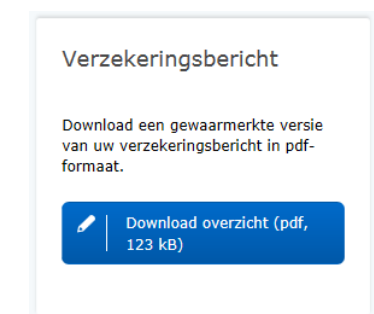 Verzekeringsbericht
Download een gewaarmerkte versie
van uw verzekeringsbericht in pdf-
formaat.
Download overzicht (pdf,
123 kB)